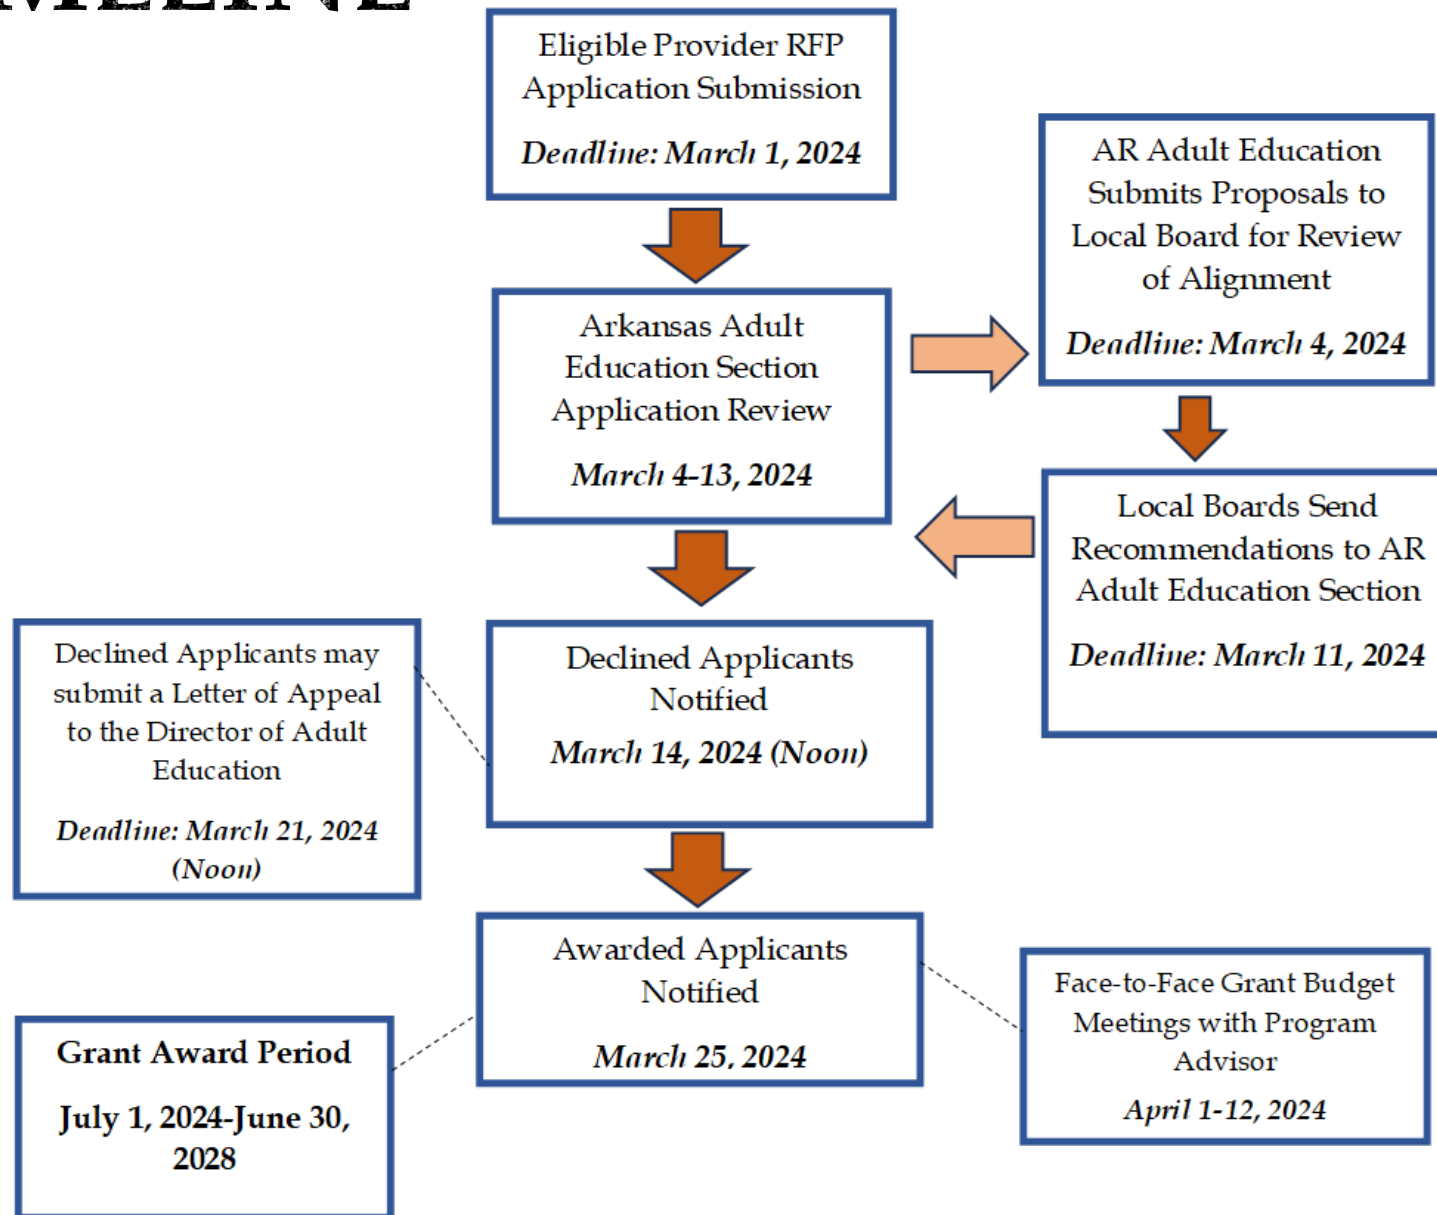 Eligible Provider RFP
Application Submission
Deadline: March 1, 2024
AR Adult Education
Submits Proposals to
Local Board for Review
of Alignment
Deadline: March 4, 2024
Arkansas Adult
Education Section
Application Review
March 4-13, 2024
Local Boards Send
Recommendations to AR
Adult Education Section
Deadline: March 11, 2024
Declined Applicants may
submit a Letter of Appeal
to the Director of Adult
Education
Deadline: March 21, 2024
(Noon)
Declined Applicants
Notified
March 14, 2024 (Noon)
Awarded Applicants
Notified
March 25, 2024
Face-to-Face Grant Budget
Meetings with Program
Advisor
April 1-12, 2024
Grant Award Period
July 1, 2024-June 30,
2028